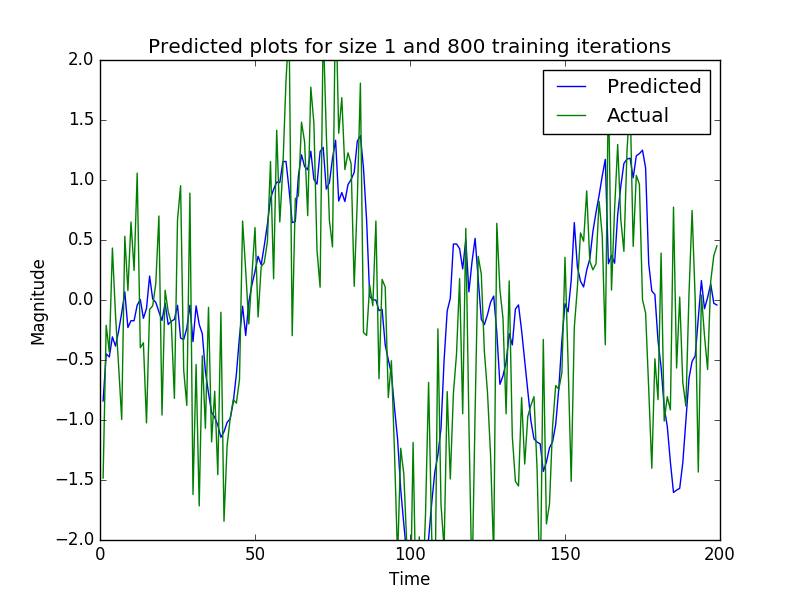 Predicted plots for size 1 and 800 training iterations
Predicted
Actual
2.0
1.5
1.0
0.5
0.0
−0.5
−1.0
−1.5
−2.0
Magnitude
0 50 100 150 200
Time